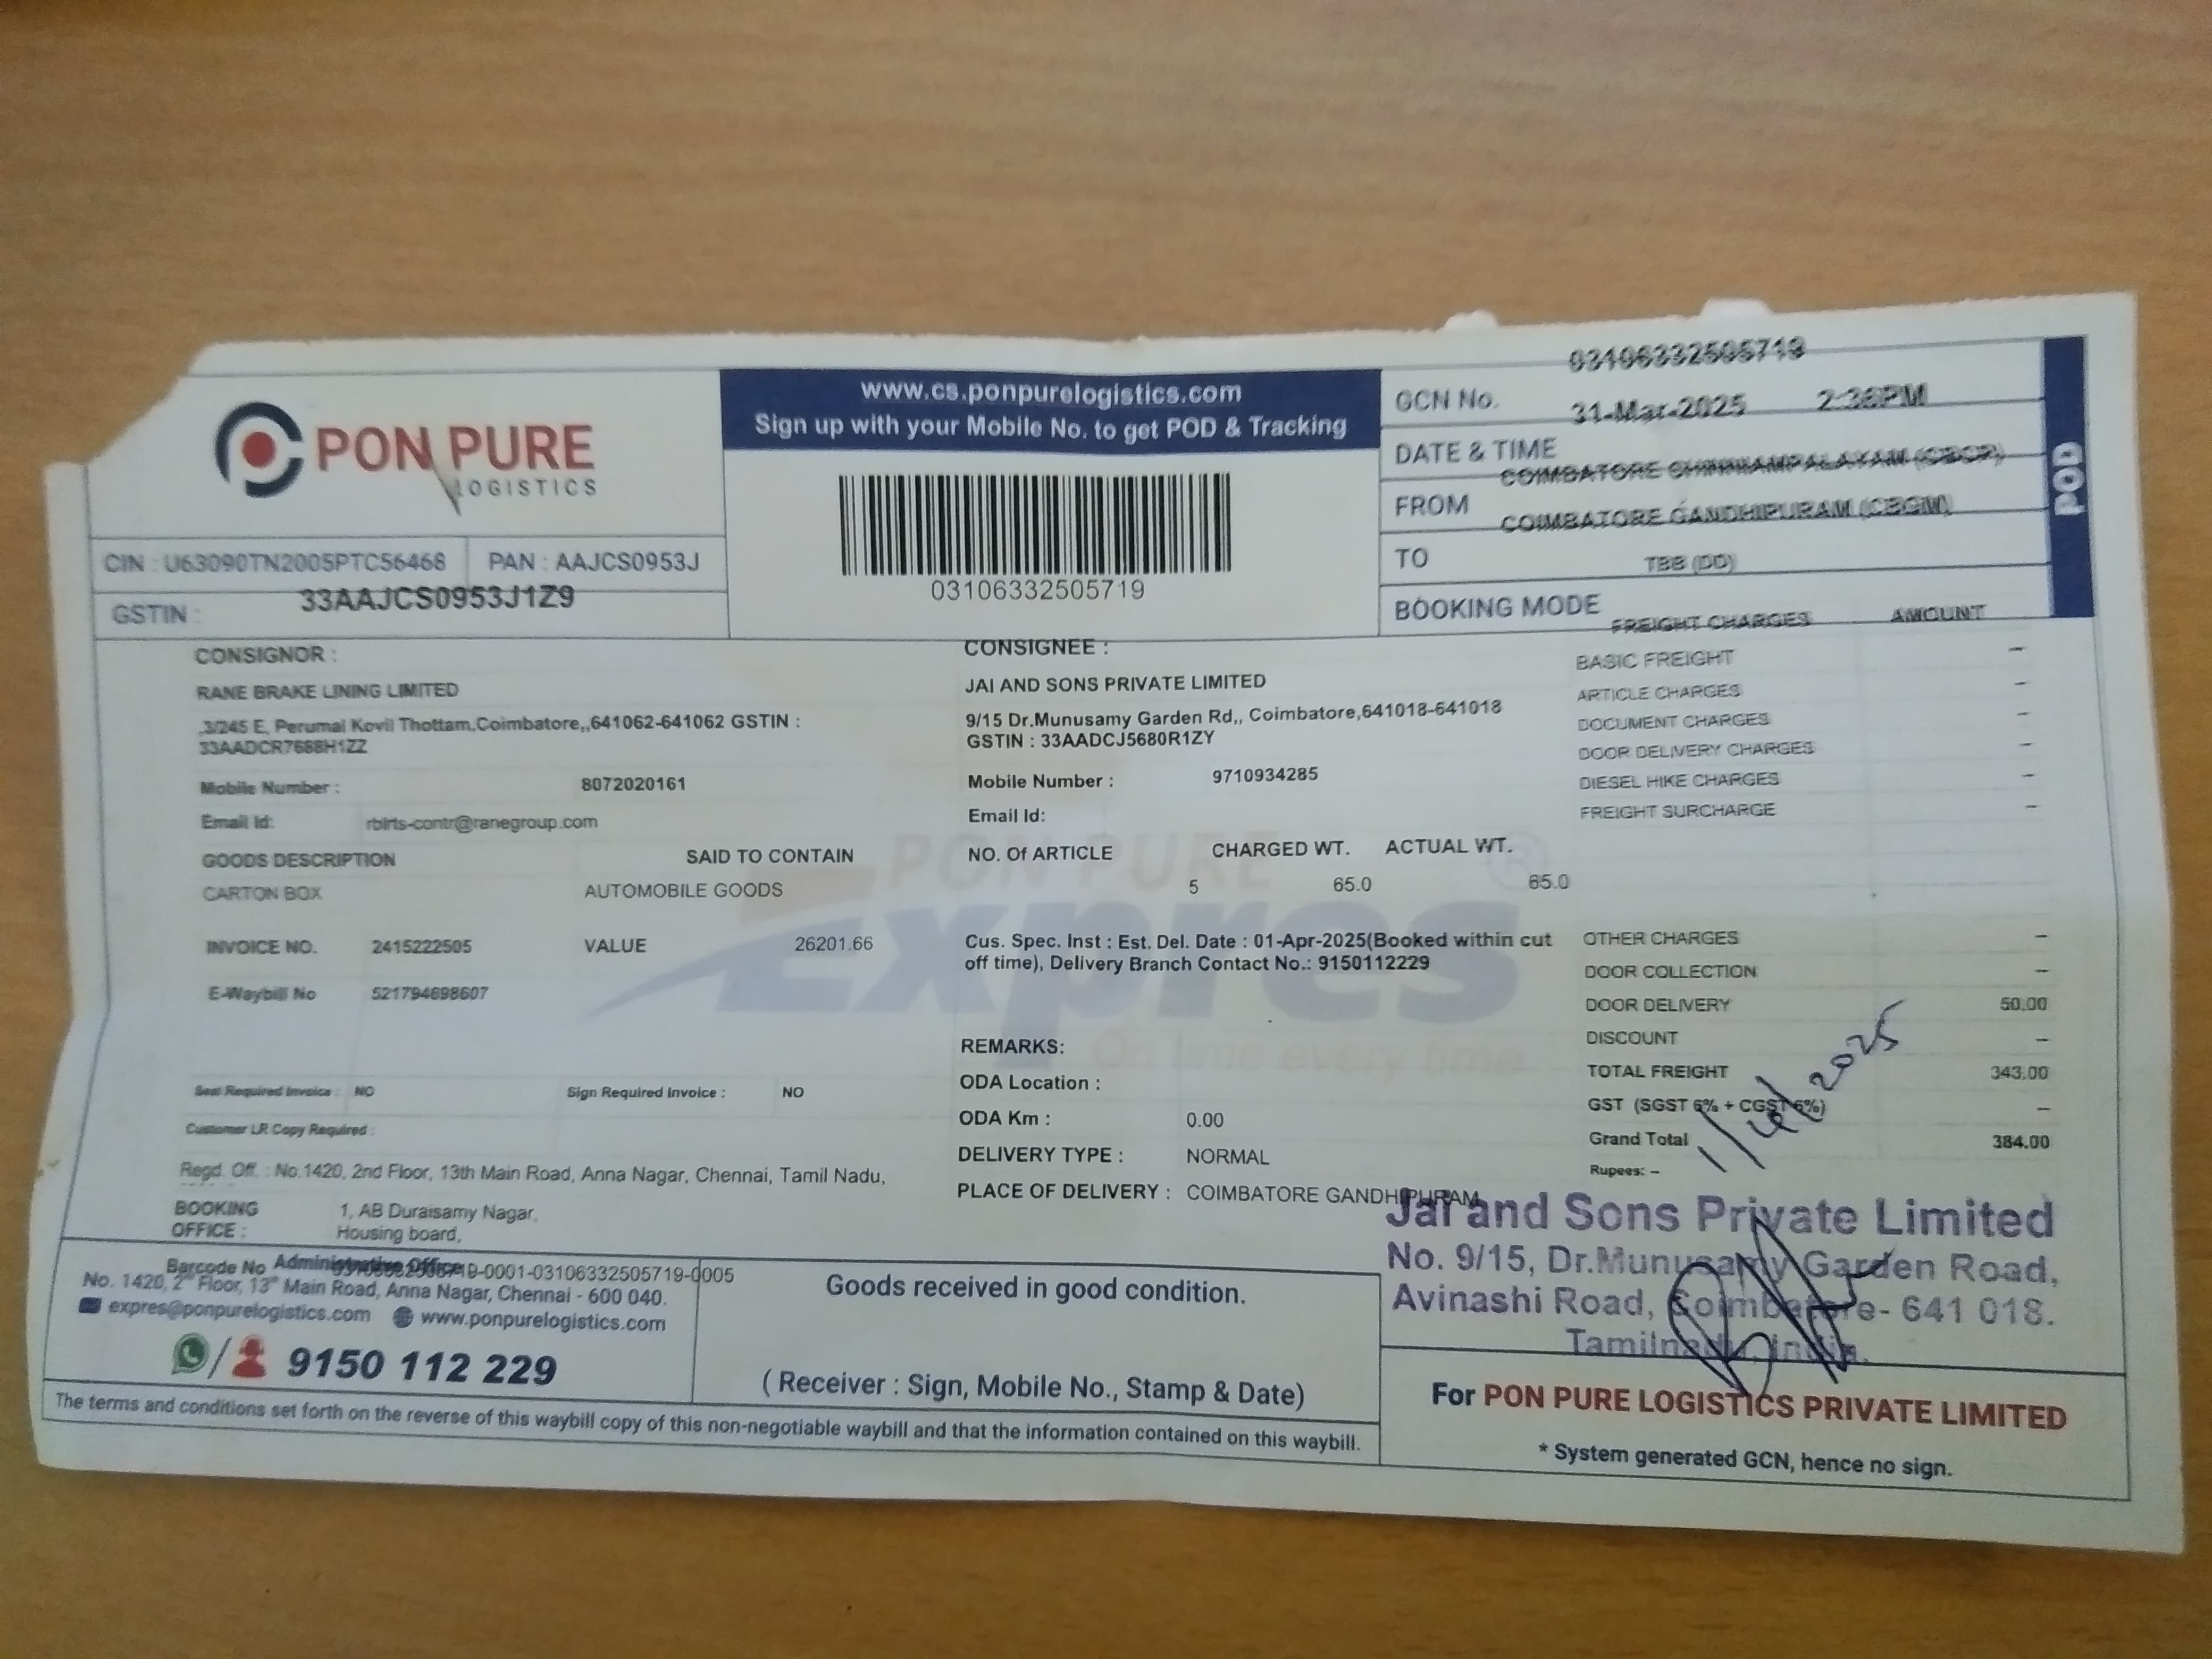 PON PURE
LOGISTICS
CIN : U63090TN2005PTC56468
PAN : AAJCS0953J
GSTIN :
33AAJCS0953J1Z9
www.cs.ponpurelogistics.com
Sign up with your Mobile No. to get POD & Tracking
03106332505719
03106332505719
GCN No.
31-Mar-2025 2:36PM
DATE & TIME
COIMBATORE CHINNIAMPALAYAM (CBCP)
FROM
COIMBATORE GANDHIPURAM (CBGM)
TO
TBB (DD)
BOOKING MODE
POD
CONSIGNOR :
RANE BRAKE LINING LIMITED
,3/245 E, Perumal Kovil Thottam,Coimbatore,,641062-641062 GSTIN :
33AADCR7688H1ZZ
Mobile Number : 8072020161
Email Id: rblrts-contr@ranegroup.com
GOODS DESCRIPTION SAID TO CONTAIN
CARTON BOX AUTOMOBILE GOODS
INVOICE NO. 2415222505 VALUE 26201.66
E-Waybill No 521794698607
Seal Required Invoice : NO Sign Required Invoice : NO
Customer LR Copy Required :
Regd. Off. : No.1420, 2nd Floor, 13th Main Road, Anna Nagar, Chennai, Tamil Nadu,
BOOKING OFFICE : 1, AB Duraisamy Nagar,
Housing board,
CONSIGNEE :
JAI AND SONS PRIVATE LIMITED
9/15 Dr.Munusamy Garden Rd,, Coimbatore,641018-641018
GSTIN : 33AADCJ5680R1ZY
Mobile Number : 9710934285
Email Id:
NO. Of ARTICLE CHARGED WT. ACTUAL WT.
5 65.0 65.0
Cus. Spec. Inst : Est. Del. Date : 01-Apr-2025(Booked within cut
off time), Delivery Branch Contact No.: 9150112229
REMARKS:
ODA Location :
ODA Km : 0.00
DELIVERY TYPE : NORMAL
PLACE OF DELIVERY : COIMBATORE GANDHIPURAM
PON PURE
Expres
On time every time
FREIGHT CHARGES AMOUNT
BASIC FREIGHT –
ARTICLE CHARGES –
DOCUMENT CHARGES –
DOOR DELIVERY CHARGES –
DIESEL HIKE CHARGES –
FREIGHT SURCHARGE –
OTHER CHARGES –
DOOR COLLECTION –
DOOR DELIVERY 50.00
DISCOUNT –
TOTAL FREIGHT 343.00
GST (SGST 6% + CGST 6%) –
Grand Total 384.00
Rupees: –
1/4/2025
Jai and Sons Private Limited
No. 9/15, Dr.Munusamy Garden Road,
Avinashi Road, Coimbatore- 641 018.
Tamilnadu, India.
Barcode No 03106332505719-0001-03106332505719-0005
Administrative Office
No. 1420, 2nd Floor, 13th Main Road, Anna Nagar, Chennai - 600 040.
expres@ponpurelogistics.com www.ponpurelogistics.com
9150 112 229
Goods received in good condition.
( Receiver : Sign, Mobile No., Stamp & Date)
For PON PURE LOGISTICS PRIVATE LIMITED
* System generated GCN, hence no sign.
The terms and conditions set forth on the reverse of this waybill copy of this non-negotiable waybill and that the information contained on this waybill.